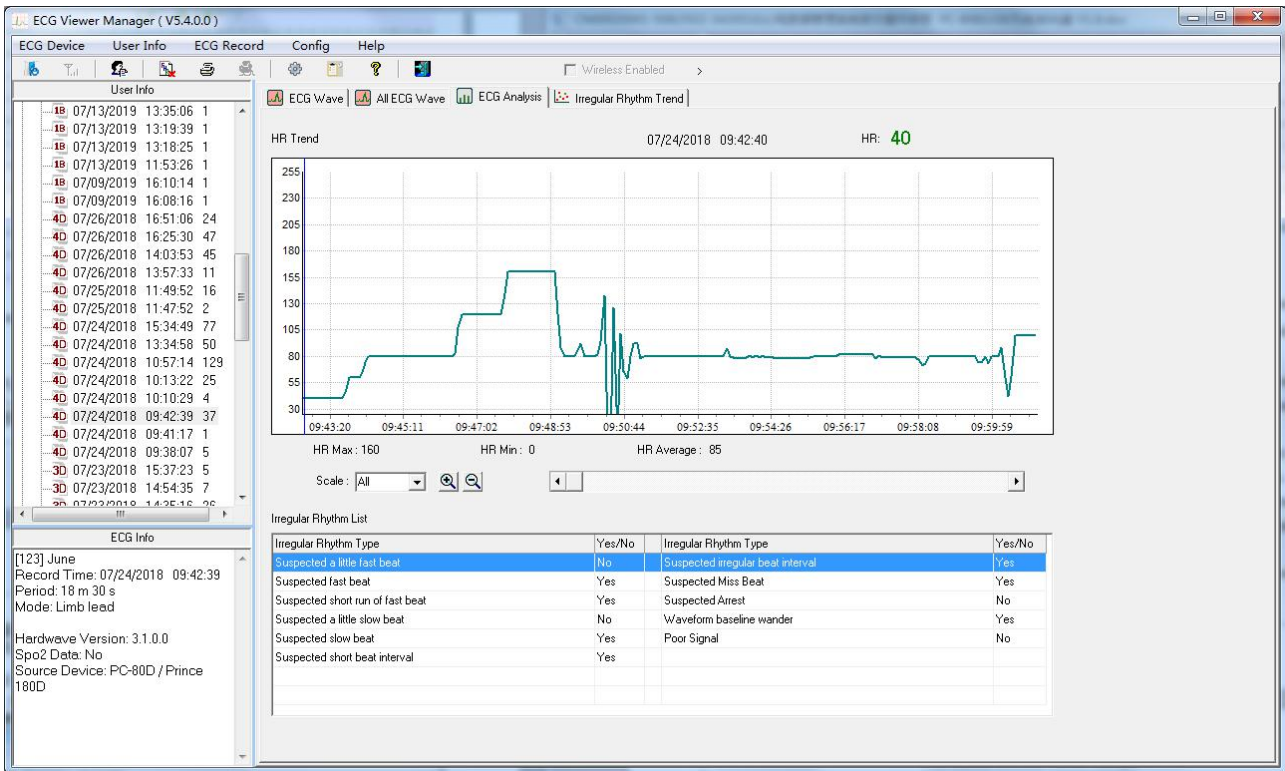 ECG Viewer Manager ( V5.4.0.0 )
ECG Device User Info ECG Record Config Help
Wireless Enabled >
User Info
1B 07/13/2019 13:35:06 1
1B 07/13/2019 13:19:39 1
1B 07/13/2019 13:18:25 1
1B 07/13/2019 11:53:26 1
1B 07/09/2019 16:10:14 1
1B 07/09/2019 16:08:16 1
4D 07/26/2018 16:51:06 24
4D 07/26/2018 16:25:30 47
4D 07/26/2018 14:03:53 45
4D 07/26/2018 13:57:33 11
4D 07/25/2018 11:49:52 16
4D 07/25/2018 11:47:52 2
4D 07/24/2018 15:34:49 77
4D 07/24/2018 13:34:58 50
4D 07/24/2018 10:57:14 129
4D 07/24/2018 10:13:22 25
4D 07/24/2018 10:10:29 4
4D 07/24/2018 09:42:39 37
4D 07/24/2018 09:41:17 1
4D 07/24/2018 09:38:07 5
3D 07/23/2018 15:37:23 5
3D 07/23/2018 14:54:35 7
3D 07/23/2018 14:35:16 26
ECG Info
[123] June
Record Time: 07/24/2018 09:42:39
Period: 18 m 30 s
Mode: Limb lead
Hardwave Version: 3.1.0.0
Spo2 Data: No
Source Device: PC-80D / Prince
180D
ECG Wave All ECG Wave ECG Analysis Irregular Rhythm Trend
HR Trend 07/24/2018 09:42:40 HR: 40
255
230
205
180
155
130
105
80
55
30
09:43:20 09:45:11 09:47:02 09:48:53 09:50:44 09:52:35 09:54:26 09:56:17 09:58:08 09:59:59
HR Max : 160 HR Min : 0 HR Average : 85
Scale : All
Irregular Rhythm List
Irregular Rhythm Type Yes/No Irregular Rhythm Type Yes/No
Suspected a little fast beat No Suspected irregular beat interval Yes
Suspected fast beat Yes Suspected Miss Beat Yes
Suspected short run of fast beat Yes Suspected Arrest No
Suspected a little slow beat No Waveform baseline wander Yes
Suspected slow beat Yes Poor Signal No
Suspected short beat interval Yes